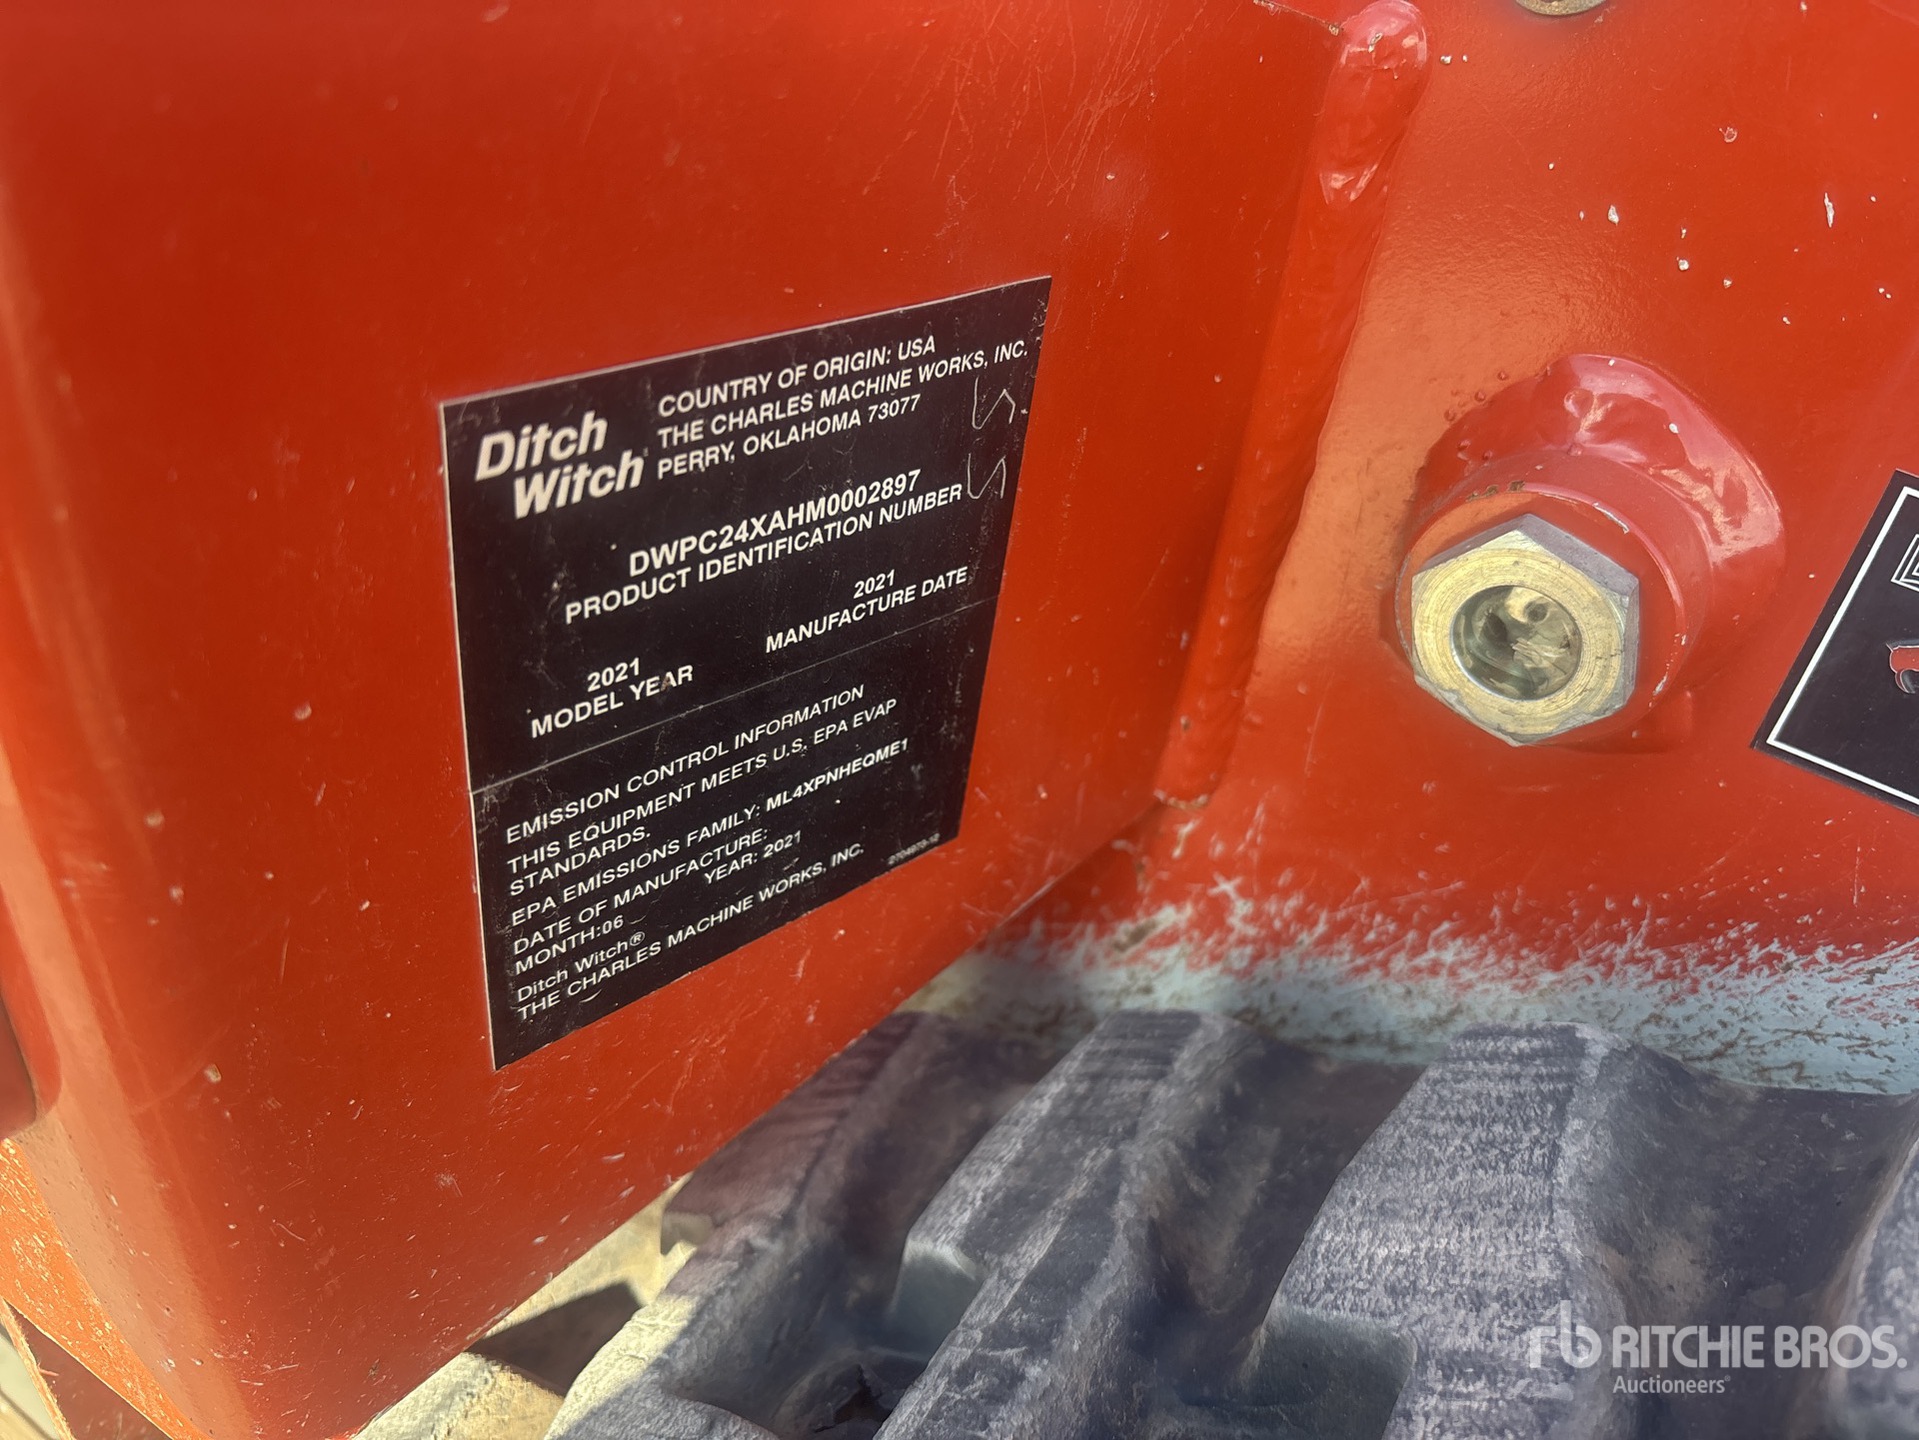 Ditch
Witch
COUNTRY OF ORIGIN: USA
THE CHARLES MACHINE WORKS, INC.
PERRY, OKLAHOMA 73077
DWPC24XAHM0002897
PRODUCT IDENTIFICATION NUMBER
2021
MODEL YEAR
2021
MANUFACTURE DATE
EMISSION CONTROL INFORMATION
THIS EQUIPMENT MEETS U.S. EPA EVAP
STANDARDS.
EPA EMISSIONS FAMILY: ML4XPNHEQME1
DATE OF MANUFACTURE:
MONTH:06 YEAR: 2021
Ditch Witch®
THE CHARLES MACHINE WORKS, INC.
rb RITCHIE BROS.
Auctioneers